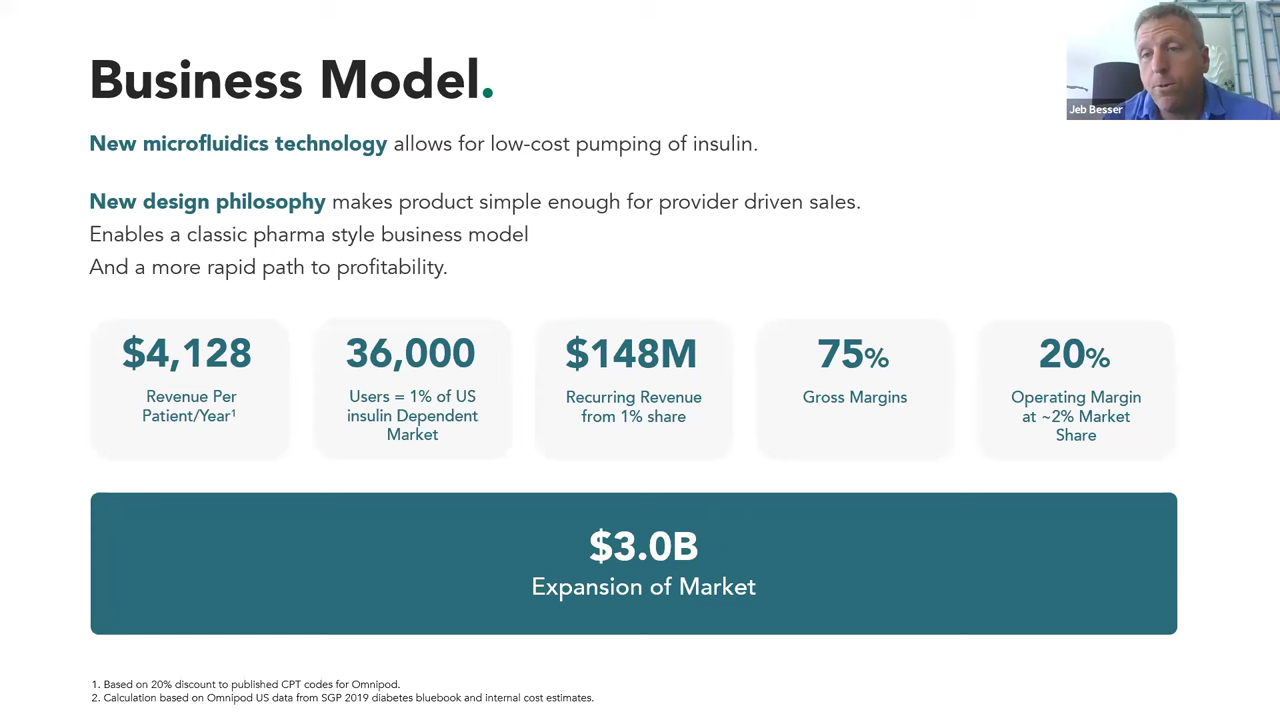 Business Model.
Jeb Besser
New microfluidics technology allows for low-cost pumping of insulin.
New design philosophy makes product simple enough for provider driven sales.
Enables a classic pharma style business model
And a more rapid path to profitability.
$4,128
Revenue Per
Patient/Year¹
36,000
Users = 1% of US
insulin Dependent
Market
$148M
Recurring Revenue
from 1% share
75%
Gross Margins
20%
Operating Margin
at ~2% Market
Share
$3.0B
Expansion of Market
1. Based on 20% discount to published CPT codes for Omnipod.
2. Calculation based on Omnipod US data from SGP 2019 diabetes bluebook and internal cost estimates.